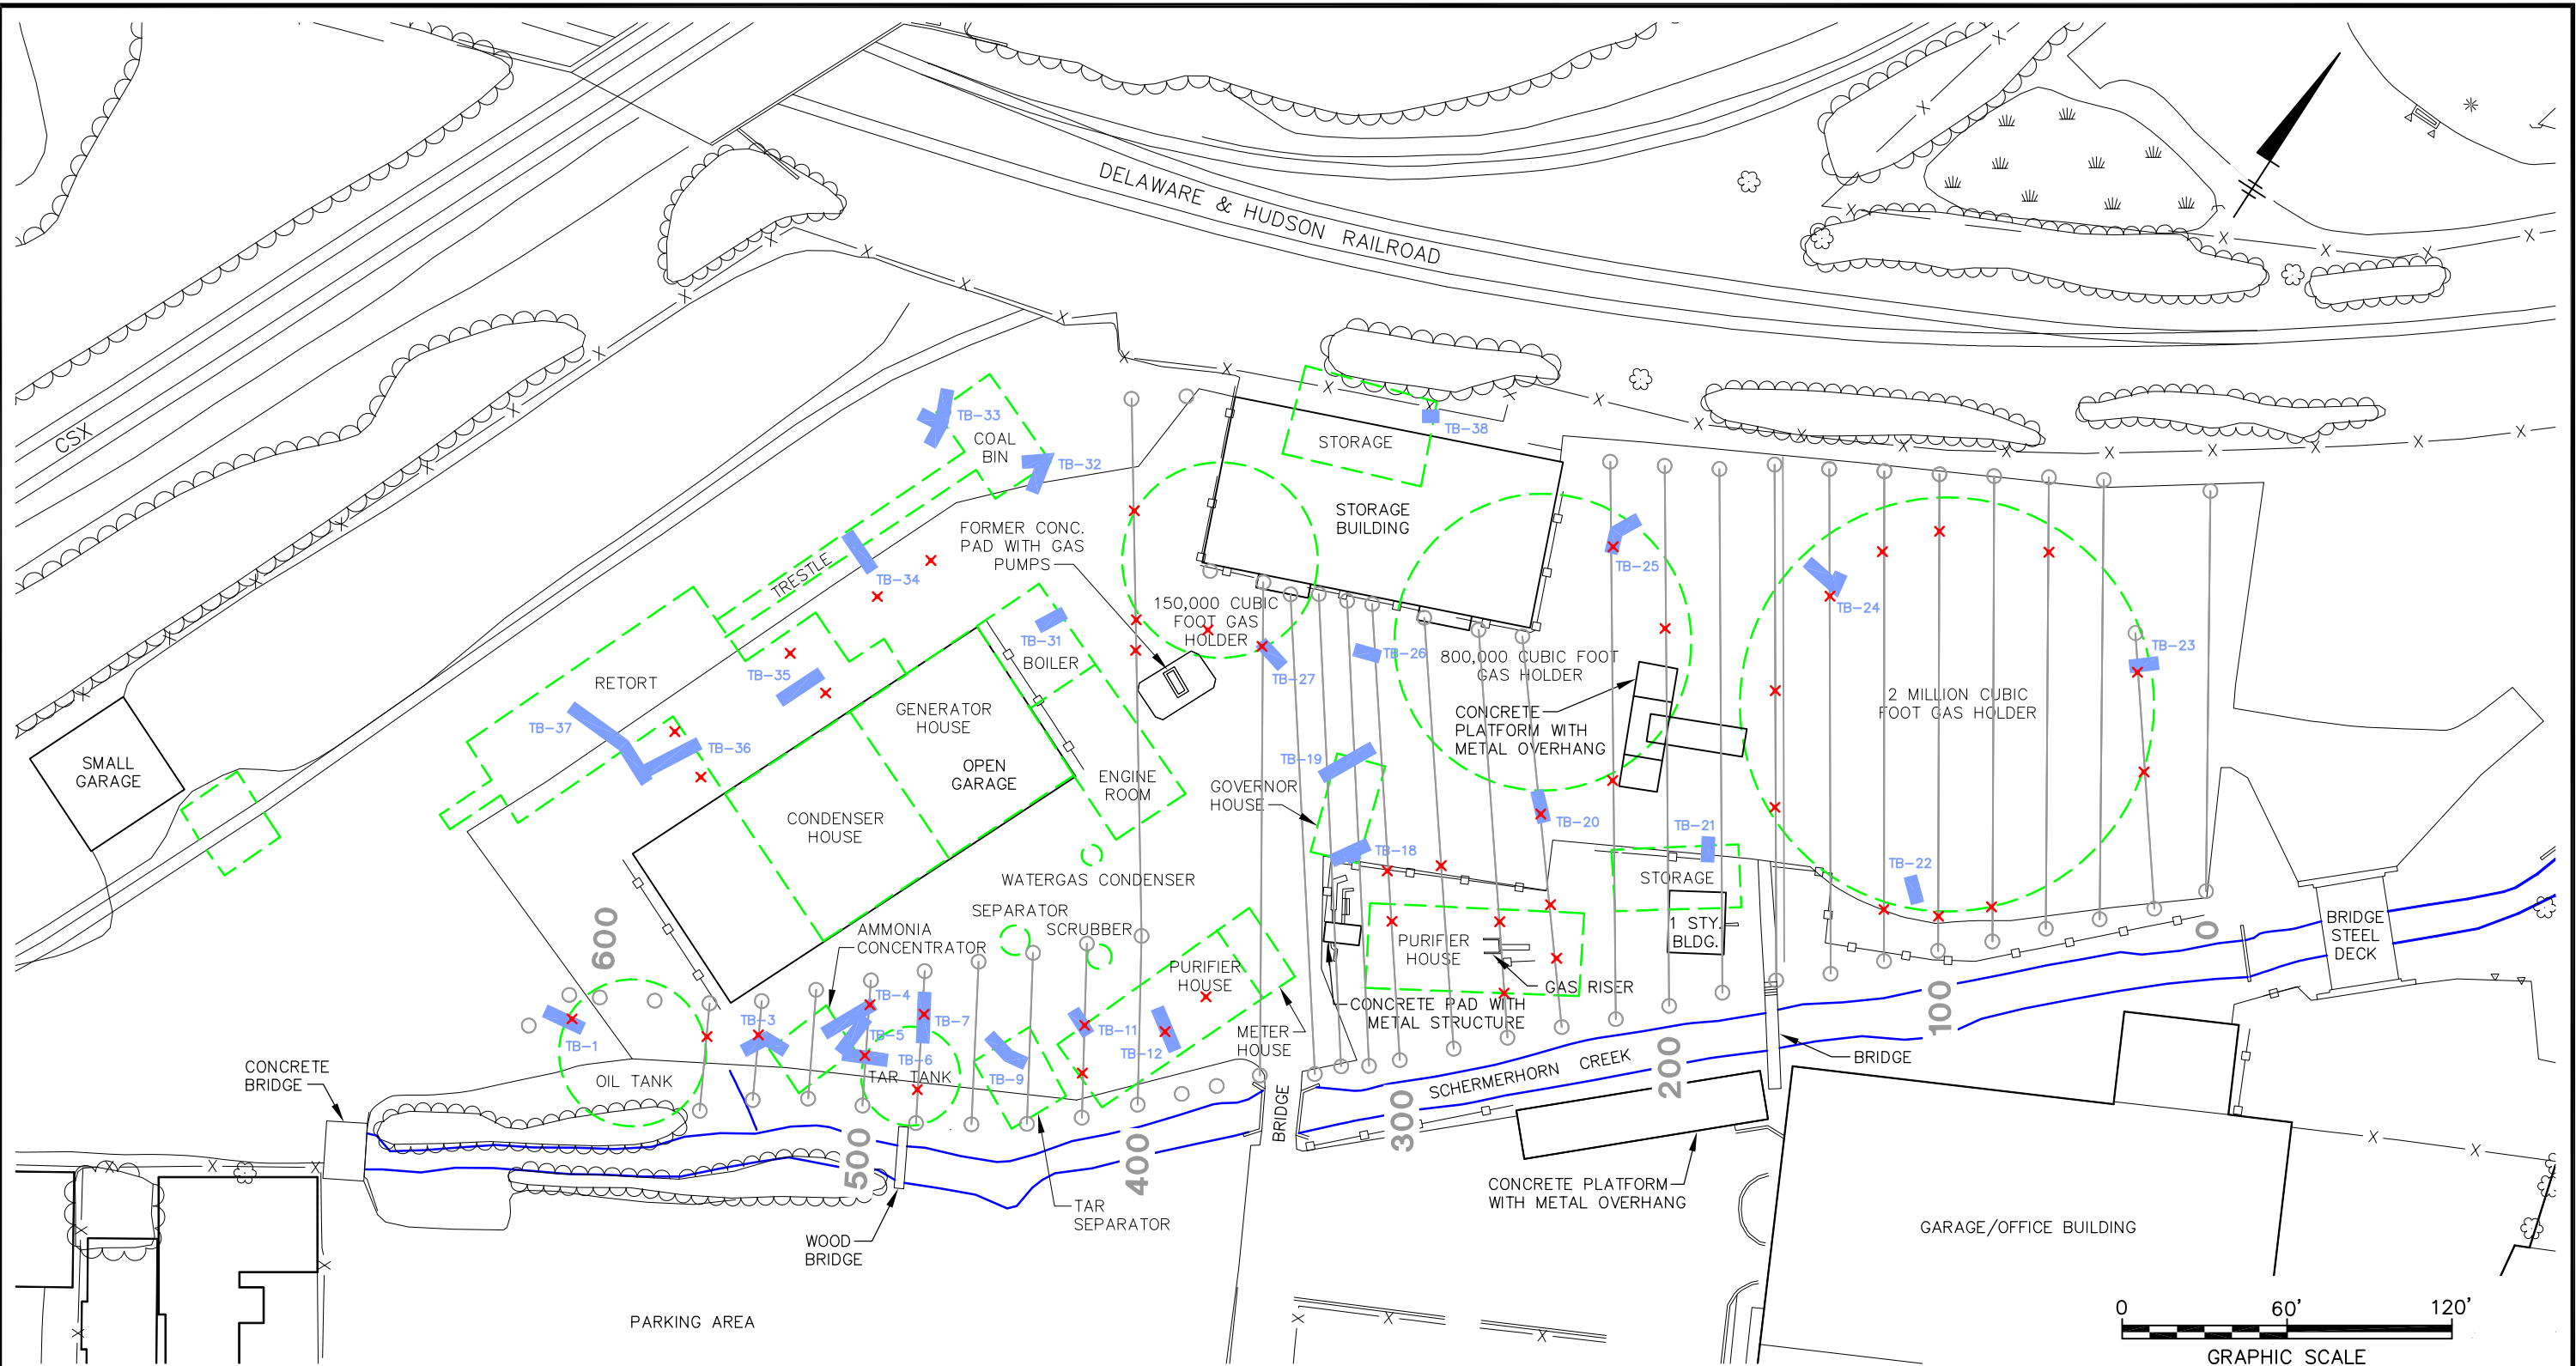 DELAWARE & HUDSON RAILROAD
CSX
TB-33
COAL
BIN
TB-32
TB-38
STORAGE
STORAGE
BUILDING
FORMER CONC.
PAD WITH GAS
PUMPS
TRESTLE
TB-34
TB-25
TB-24
150,000 CUBIC
FOOT GAS
HOLDER
TB-31
BOILER
TB-27
TB-26
800,000 CUBIC FOOT
GAS HOLDER
TB-23
RETORT
TB-35
2 MILLION CUBIC
FOOT GAS HOLDER
GENERATOR
HOUSE
CONCRETE
PLATFORM WITH
METAL OVERHANG
TB-37
TB-36
SMALL
GARAGE
OPEN
GARAGE
ENGINE
ROOM
TB-19
GOVERNOR
HOUSE
CONDENSER
HOUSE
TB-20
TB-21
TB-18
TB-22
WATERGAS CONDENSER
STORAGE
SEPARATOR
SCRUBBER
AMMONIA
CONCENTRATOR
1 STY.
BLDG.
BRIDGE
STEEL
DECK
0
600
PURIFIER
HOUSE
PURIFIER
HOUSE
GAS RISER
CONCRETE PAD WITH
METAL STRUCTURE
TB-1
TB-3
TB-4
TB-5
TB-6
TB-7
TB-9
TB-11
TB-12
METER
HOUSE
100
OIL TANK
TAR TANK
CONCRETE
BRIDGE
BRIDGE
SCHERMERHORN CREEK
BRIDGE
200
300
400
500
TAR
SEPARATOR
WOOD
BRIDGE
CONCRETE PLATFORM
WITH METAL OVERHANG
GARAGE/OFFICE BUILDING
PARKING AREA
0 60' 120'
GRAPHIC SCALE